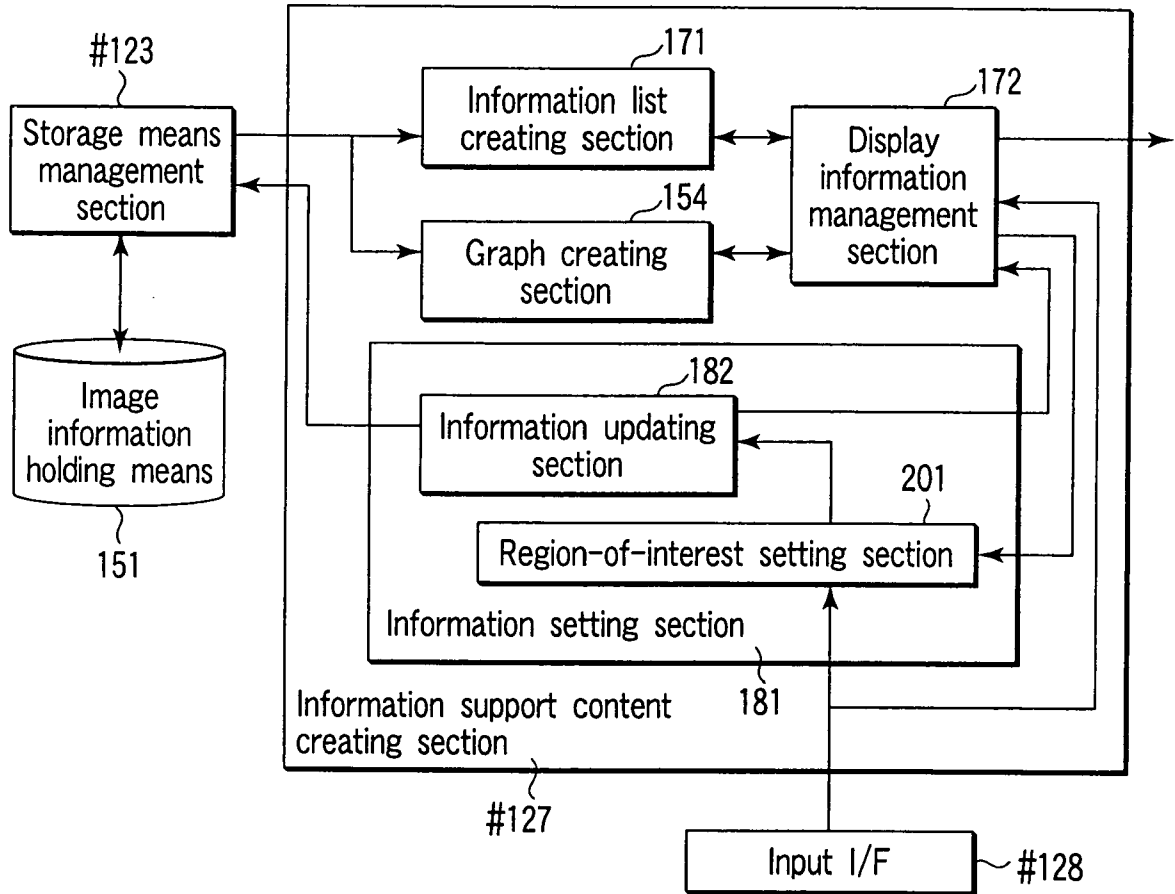 #123
Storage means
management
section
Image
information
holding means
151
171
Information list
creating section
154
Graph creating
section
172
Display
information
management
section
182
Information updating
section
201
Region-of-interest setting section
Information setting section
181
Information support content
creating section
#127
Input I/F
#128